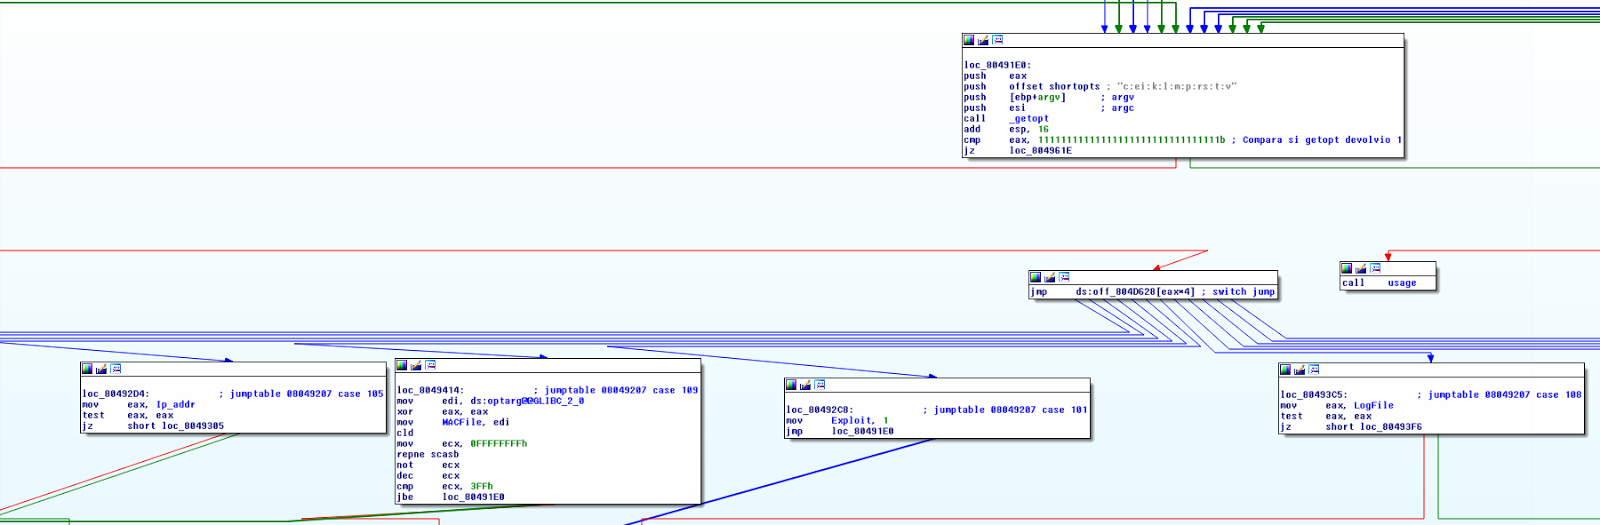 loc_80491E0:
push eax
push offset shortopts ; "c:ei:k:l:m:p:rs:t:v"
push [ebp+argv] ; argv
push esi ; argc
call _getopt
add esp, 16
cmp eax, 11111111111111111111111111111111b ; Compara si getopt devolvio 1
jz loc_804961E
jmp ds:off_804D628[eax*4] ; switch jump
call usage
loc_80492D4: ; jumptable 08049207 case 105
mov eax, Ip_addr
test eax, eax
jz short loc_8049305
loc_8049414: ; jumptable 08049207 case 109
mov edi, ds:optarg@@GLIBC_2_0
xor eax, eax
mov MACFile, edi
cld
mov ecx, 0FFFFFFFFh
repne scasb
not ecx
dec ecx
cmp ecx, 3FFh
jbe loc_80491E0
loc_80492C8: ; jumptable 08049207 case 101
mov Exploit, 1
jmp loc_80491E0
loc_80493C5: ; jumptable 08049207 case 108
mov eax, LogFile
test eax, eax
jz short loc_80493F6